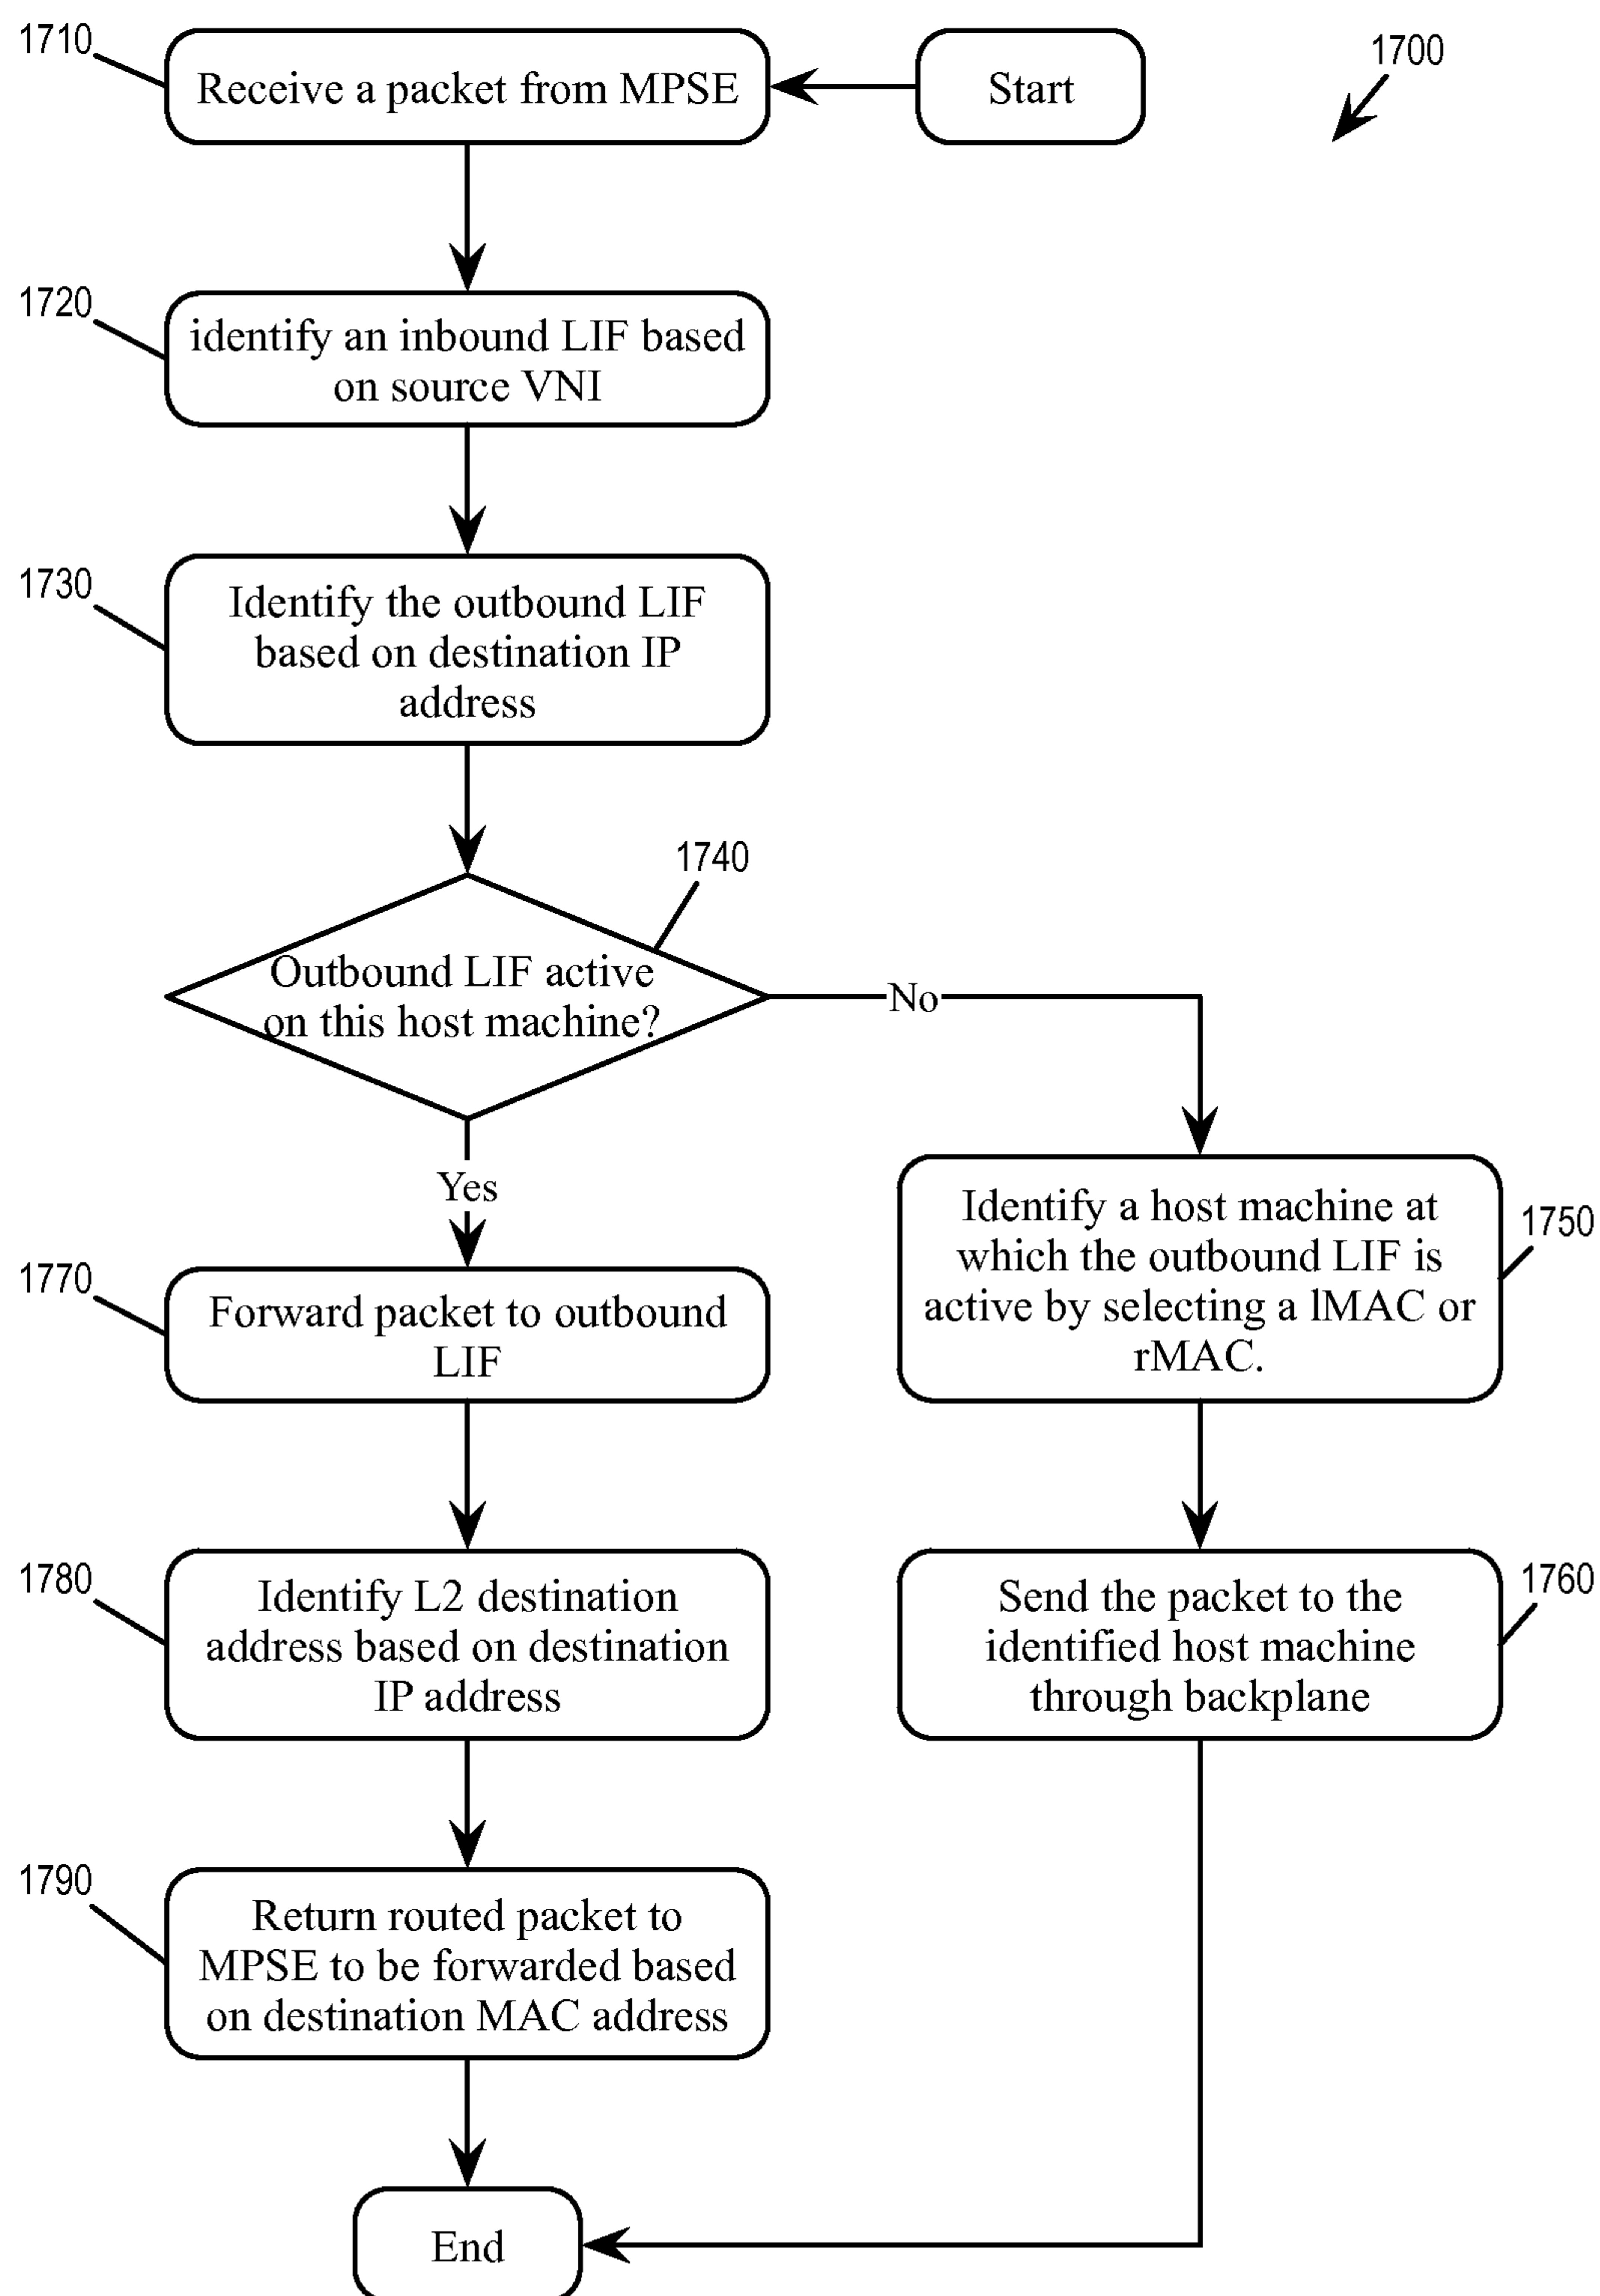 1710
Receive a packet from MPSE
Start
1700
1720
identify an inbound LIF based
on source VNI
1730
Identify the outbound LIF
based on destination IP
address
1740
Outbound LIF active
on this host machine?
No
Yes
1770
Forward packet to outbound
LIF
Identify a host machine at
which the outbound LIF is
active by selecting a lMAC or
rMAC.
1750
1780
Identify L2 destination
address based on destination
IP address
Send the packet to the
identified host machine
through backplane
1760
1790
Return routed packet to
MPSE to be forwarded based
on destination MAC address
End